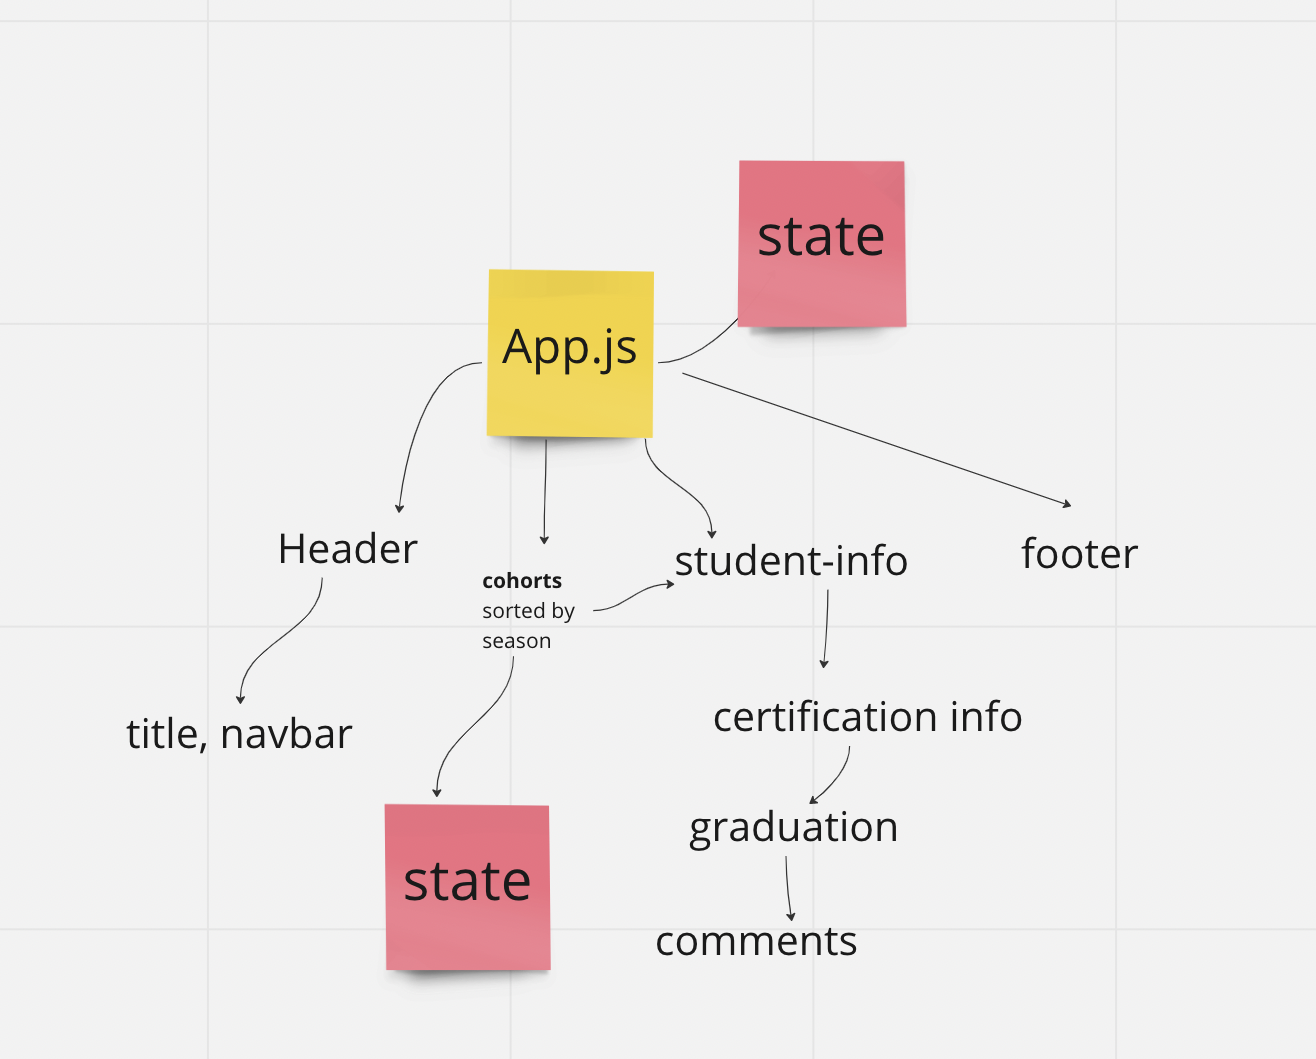 state
App.js
Header
cohorts
sorted by
season
student-info
footer
title, navbar
certification info
graduation
state
comments